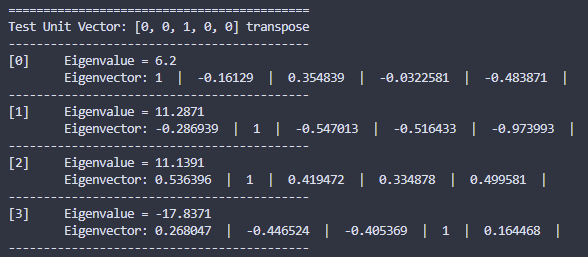 ===========================================
Test Unit Vector: [0, 0, 1, 0, 0] transpose
-------------------------------------------
[0]     Eigenvalue = 6.2
        Eigenvector: 1  |  -0.16129  |  0.354839  |  -0.0322581  |  -0.483871  |
-------------------------------------------
[1]     Eigenvalue = 11.2871
        Eigenvector: -0.286939  |  1  |  -0.547013  |  -0.516433  |  -0.973993  |
-------------------------------------------
[2]     Eigenvalue = 11.1391
        Eigenvector: 0.536396  |  1  |  0.419472  |  0.334878  |  0.499581  |
-------------------------------------------
[3]     Eigenvalue = -17.8371
        Eigenvector: 0.268047  |  -0.446524  |  -0.405369  |  1  |  0.164468  |
-------------------------------------------